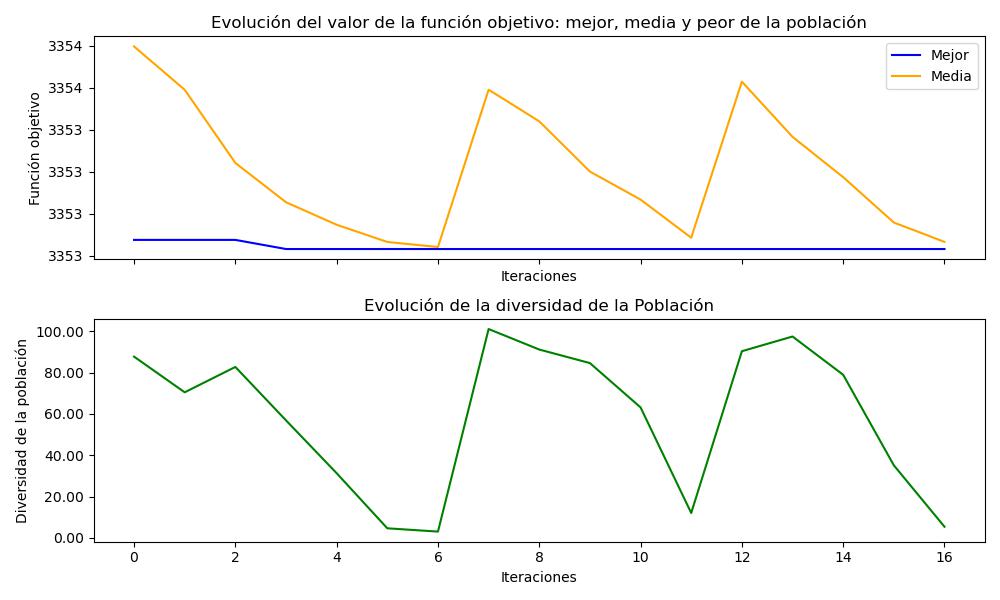 Evolución del valor de la función objetivo: mejor, media y peor de la población
Mejor
Media
3354
3354
3353
3353
3353
3353
Función objetivo
Iteraciones
Evolución de la diversidad de la Población
100.00
80.00
60.00
40.00
20.00
0.00
Diversidad de la población
0 2 4 6 8 10 12 14 16
Iteraciones